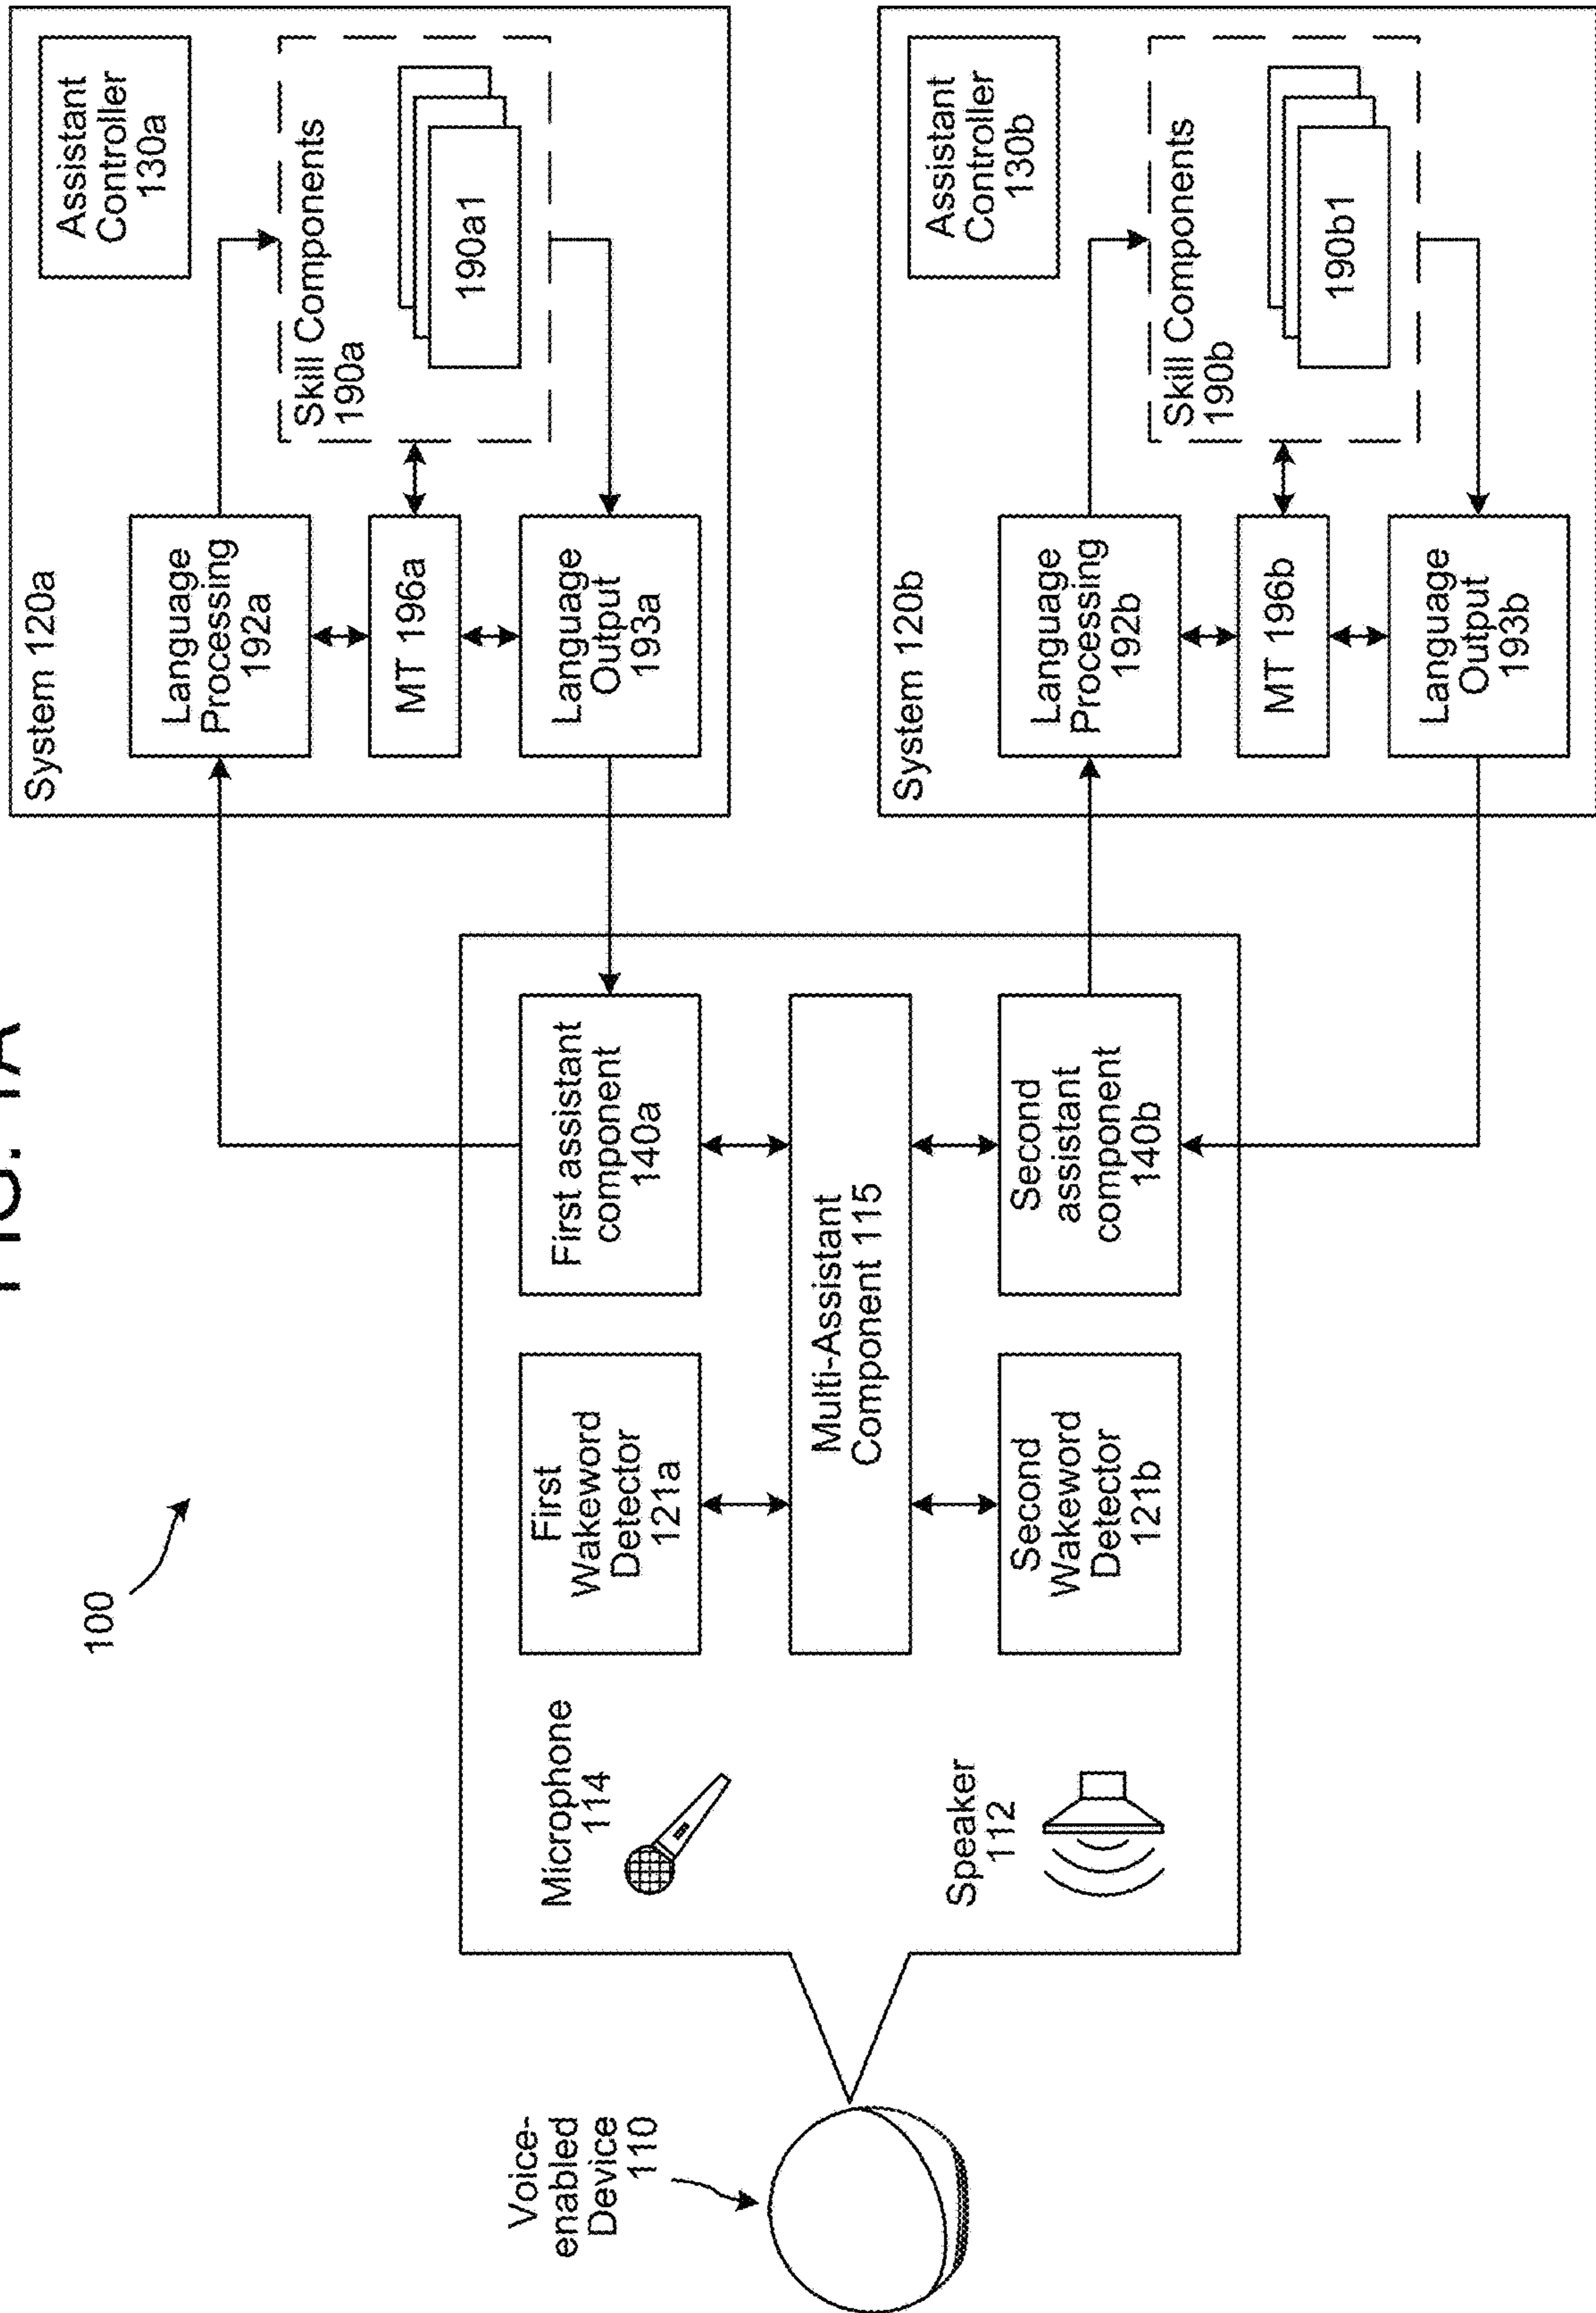 FIG. 1A
100
Voice-
enabled
Device
110
Microphone
114
Speaker
112
First
Wakeword
Detector
121a
First assistant
component
140a
Multi-Assistant
Component 115
Second
Wakeword
Detector
121b
Second
assistant
component
140b
System 120a
Language
Processing
192a
MT 196a
Language
Output
193a
Assistant
Controller
130a
Skill Components
190a
190a1
System 120b
Language
Processing
192b
MT 196b
Language
Output
193b
Assistant
Controller
130b
Skill Components
190b
190b1